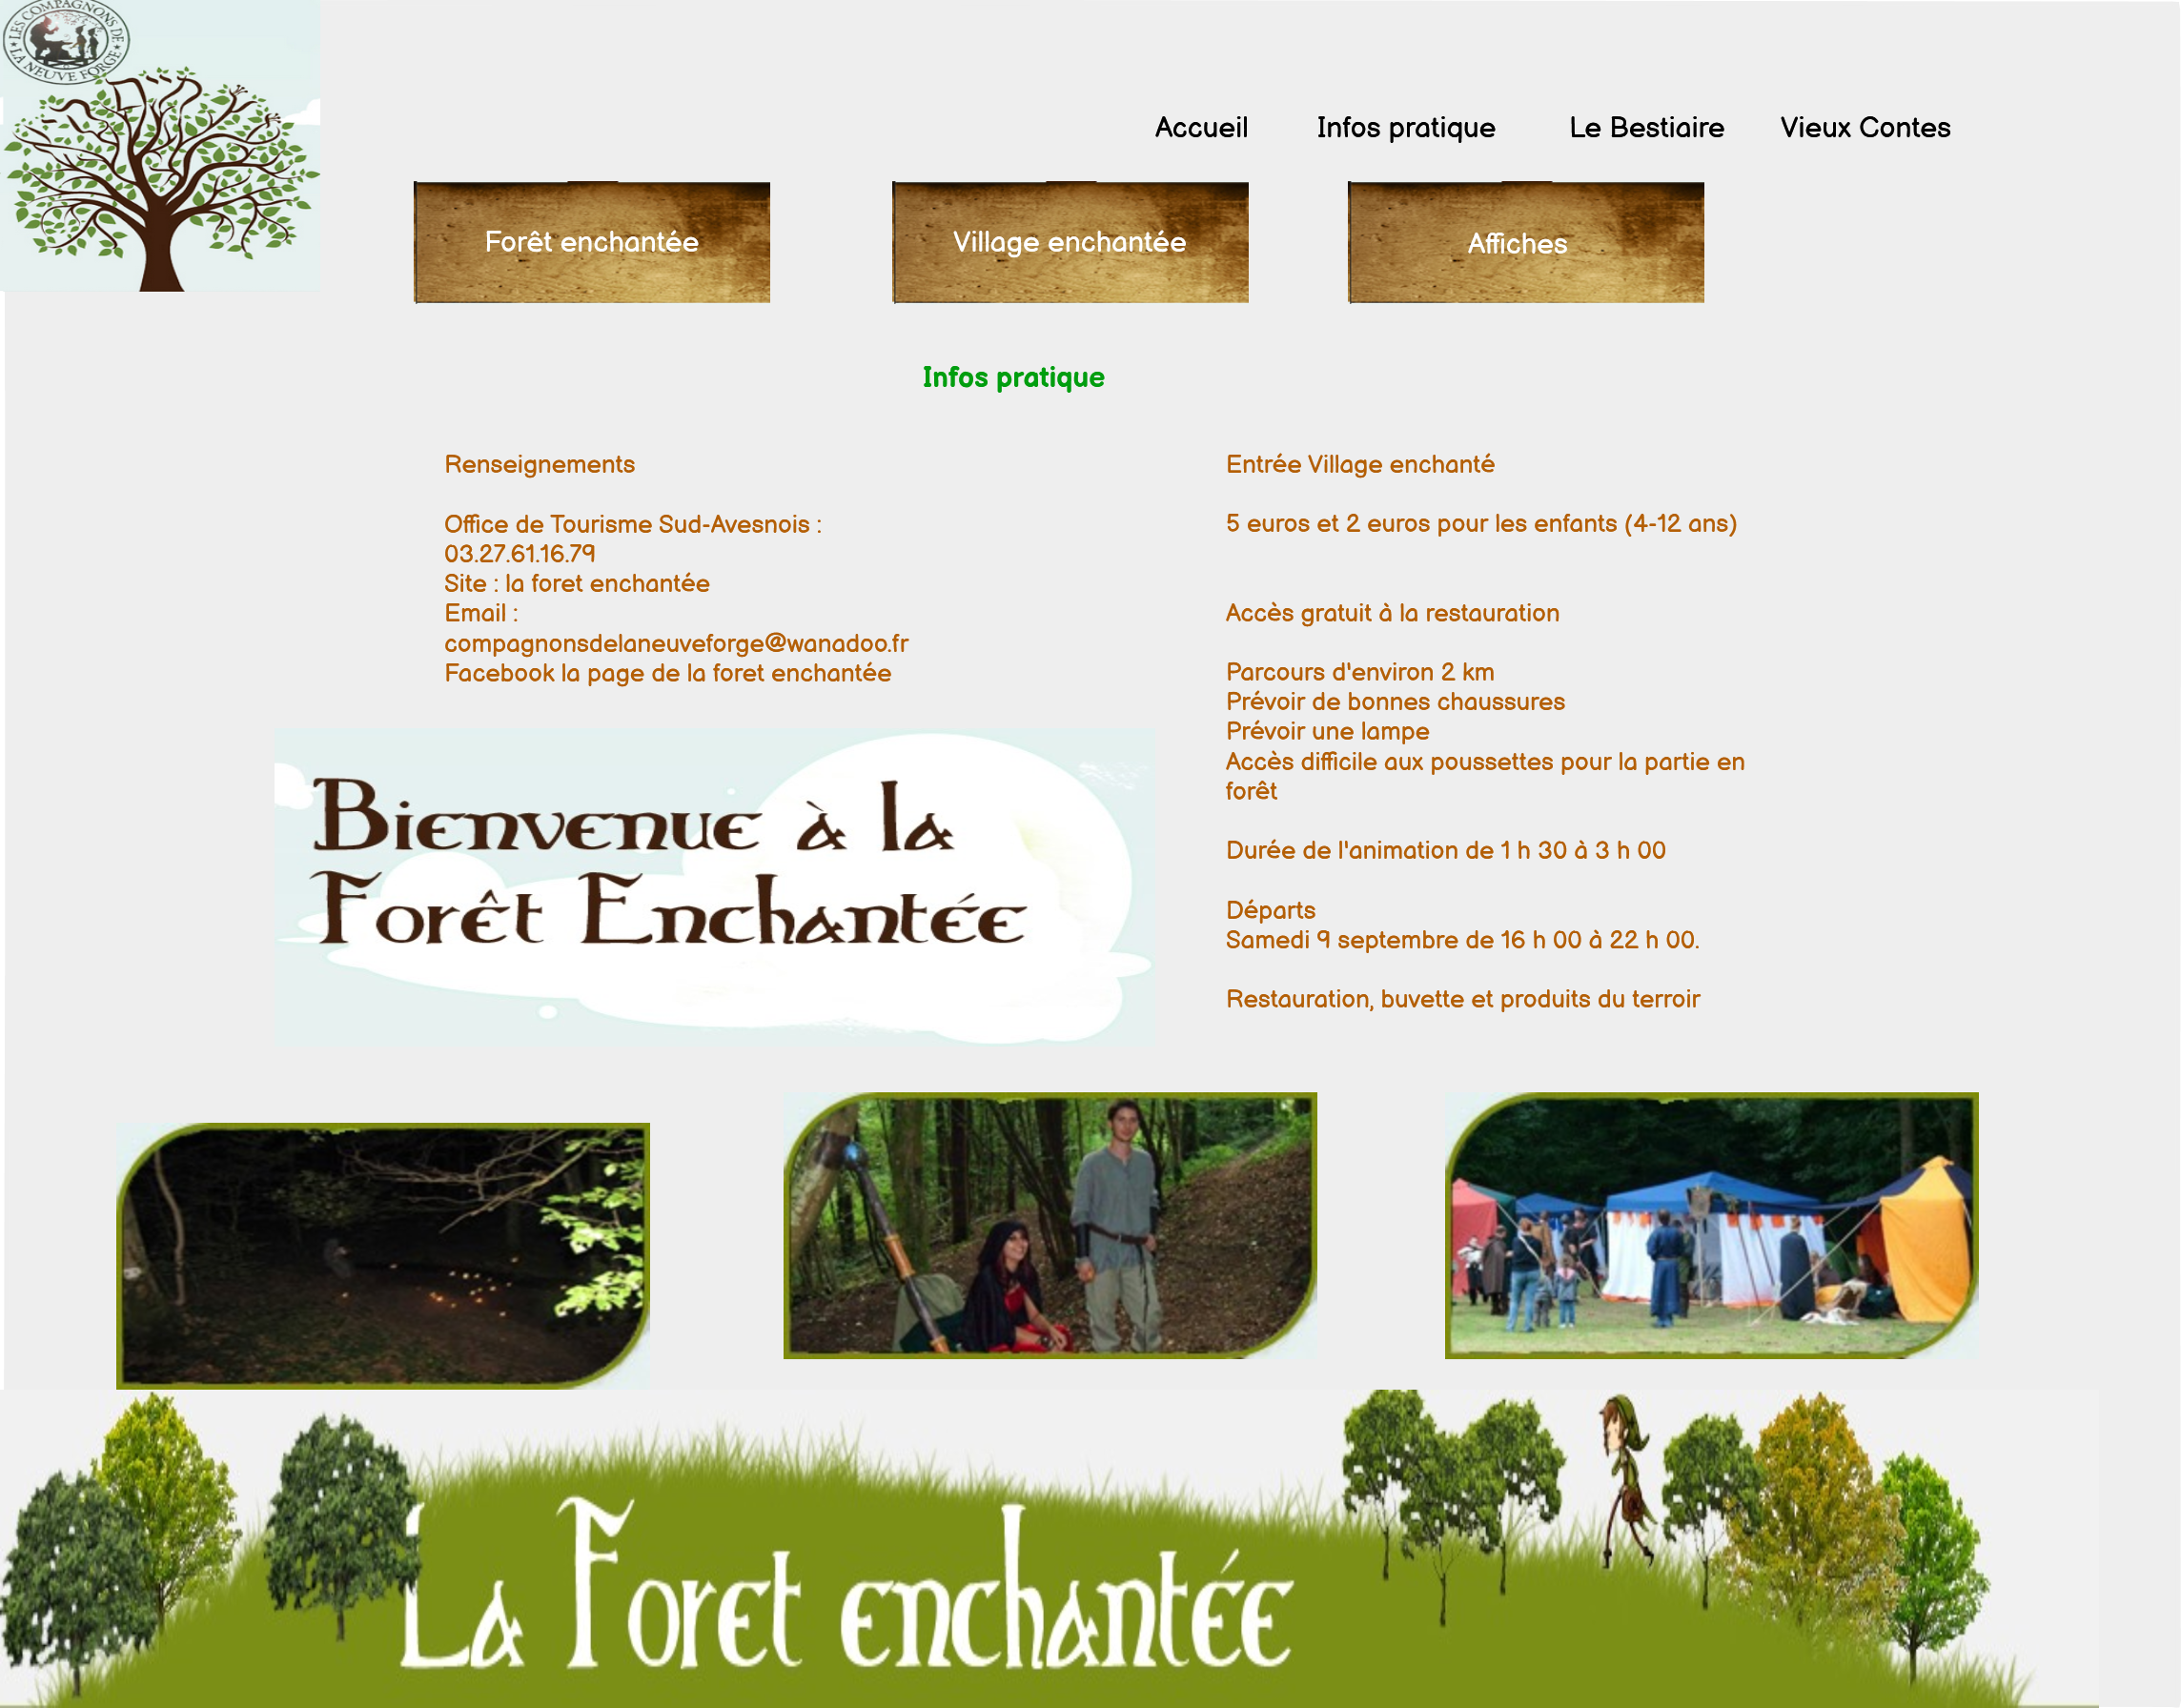 LES COMPAGNONS DE
LA NEUVE FORGE
Accueil Infos pratique Le Bestiaire Vieux Contes
Forêt enchantée Village enchantée Affiches
Infos pratique
Renseignements
Office de Tourisme Sud-Avesnois :
03.27.61.16.79
Site : la foret enchantée
Email :
compagnonsdelaneuveforge@wanadoo.fr
Facebook la page de la foret enchantée
Bienvenue à la
Forêt Enchantée
Entrée Village enchanté
5 euros et 2 euros pour les enfants (4-12 ans)
Accès gratuit à la restauration
Parcours d'environ 2 km
Prévoir de bonnes chaussures
Prévoir une lampe
Accès difficile aux poussettes pour la partie en
forêt
Durée de l'animation de 1 h 30 à 3 h 00
Départs
Samedi 9 septembre de 16 h 00 à 22 h 00.
Restauration, buvette et produits du terroir
La Foret enchantée